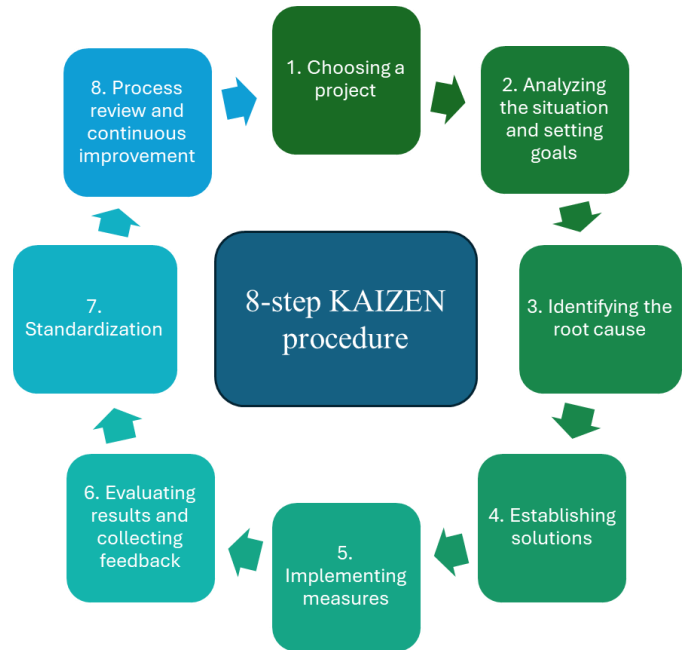 1. Choosing a
project
2. Analyzing
the situation
and setting
goals
3. Identifying the
root cause
4. Establishing
solutions
5.
Implementing
measures
6. Evaluating
results and
collecting
feedback
7.
Standardization
8. Process
review and
continuous
improvement
8-step KAIZEN
procedure